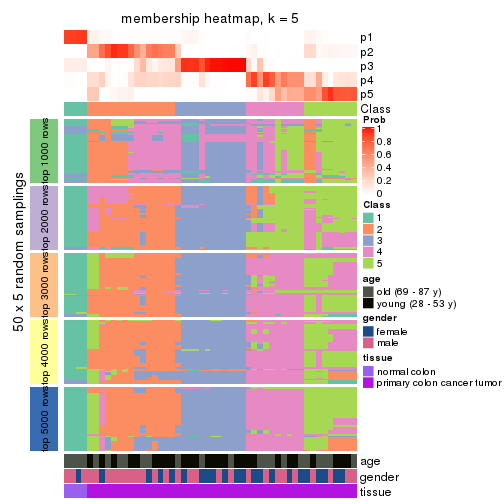 membership heatmap, k = 5
p1
p2
p3
p4
p5
Class
50 x 5 random samplings
top 1000 rows
top 2000 rows
top 3000 rows
top 4000 rows
top 5000 rows
age
gender
tissue
Prob
1
0.8
0.6
0.4
0.2
0
Class
1
2
3
4
5
age
old (69 - 87 y)
young (28 - 53 y)
gender
female
male
tissue
normal colon
primary colon cancer tumor